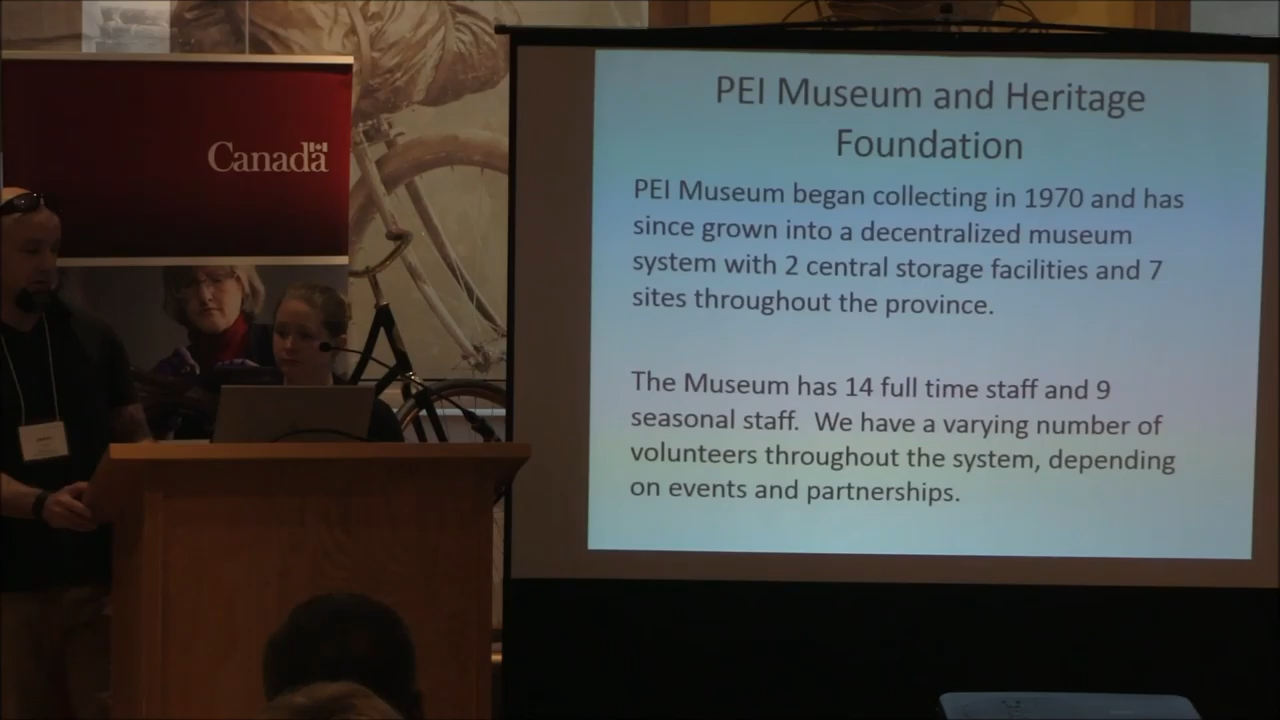 Canada
PEI Museum and Heritage
Foundation
PEI Museum began collecting in 1970 and has
since grown into a decentralized museum
system with 2 central storage facilities and 7
sites throughout the province.
The Museum has 14 full time staff and 9
seasonal staff.  We have a varying number of
volunteers throughout the system, depending
on events and partnerships.